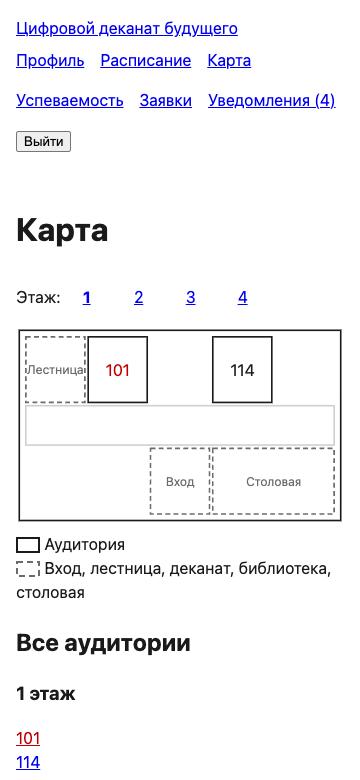 Цифровой деканат будущего
Профиль Расписание Карта
Успеваемость Заявки Уведомления (4)
Выйти
Карта
Этаж: 1 2 3 4
Лестница 101 114
Вход Столовая
Аудитория
Вход, лестница, деканат, библиотека,
столовая
Все аудитории
1 этаж
101
114